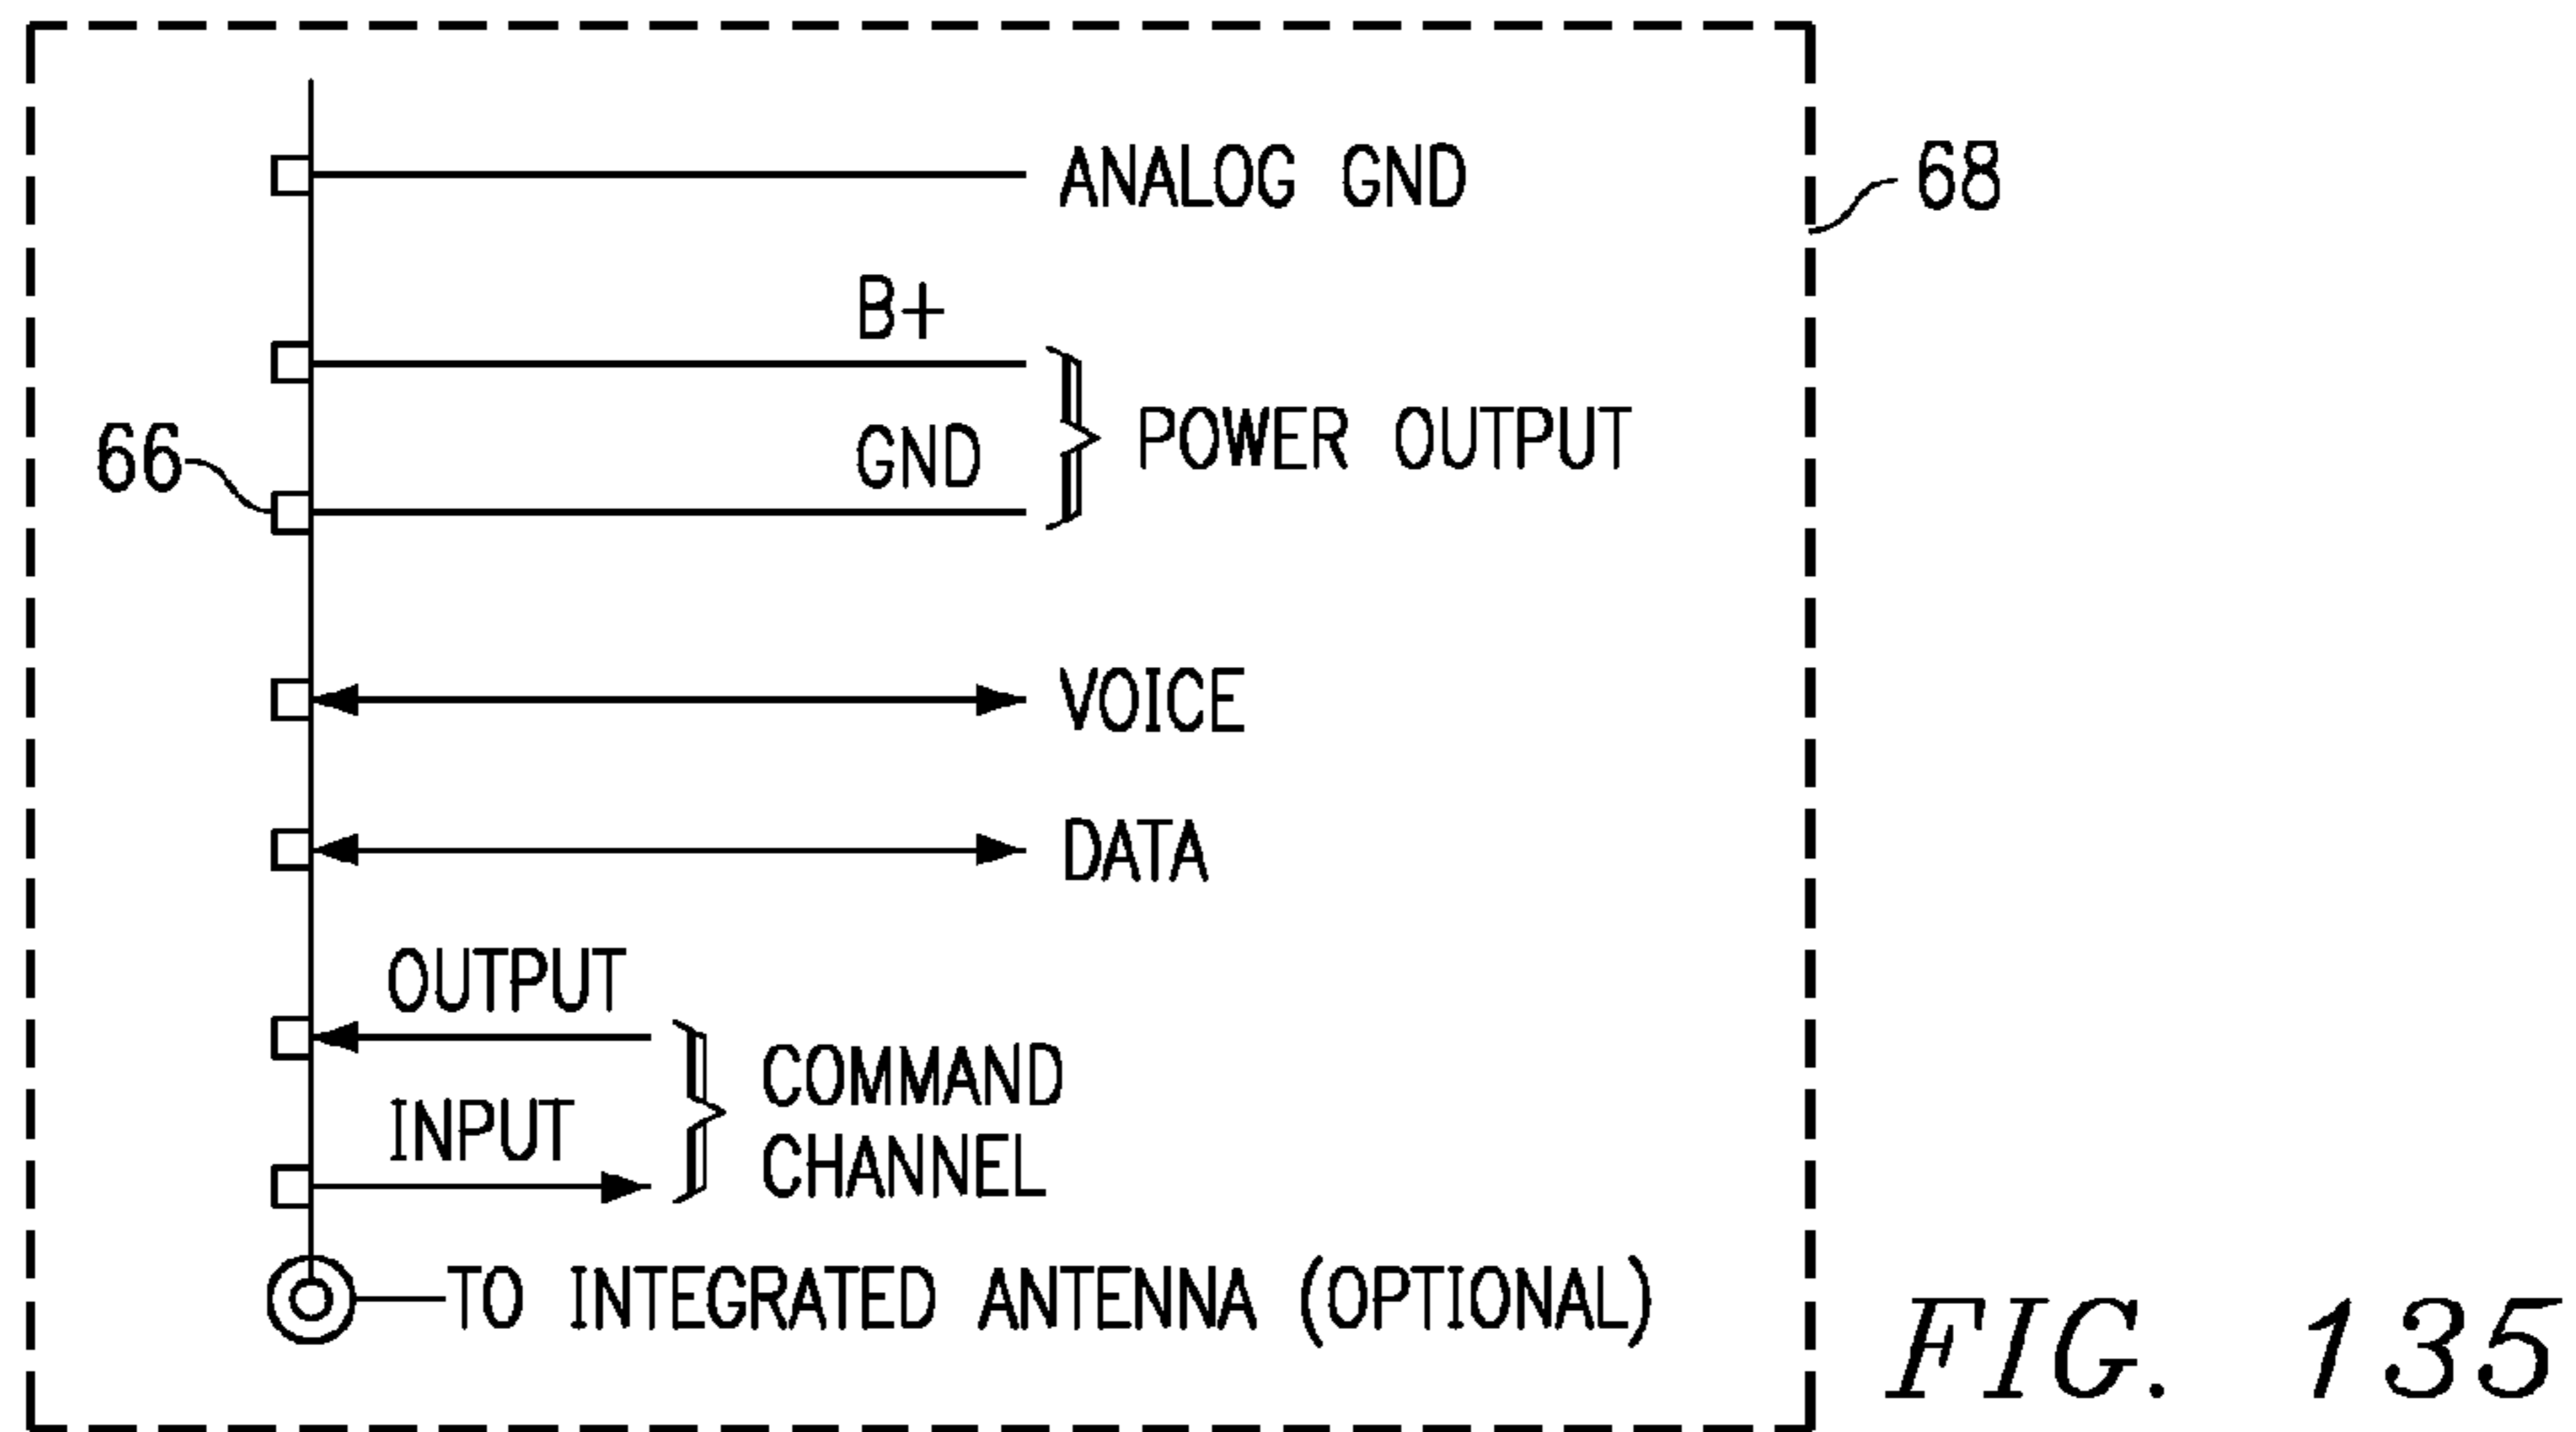 ANALOG GND
68
B+
66
GND
POWER OUTPUT
VOICE
DATA
OUTPUT
INPUT
COMMAND
CHANNEL
TO INTEGRATED ANTENNA (OPTIONAL)
FIG. 135